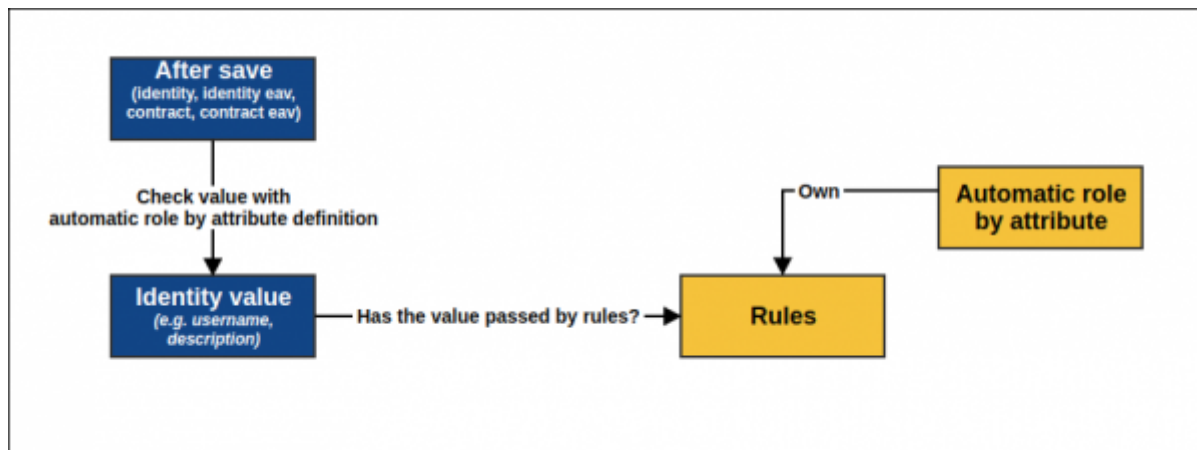 After save
(identity, identity eav,
contract, contract eav)
Check value with
automatic role by attribute definition
Own
Automatic role
by attribute
Identity value
(e.g. username,
description)
Has the value passed by rules?
Rules